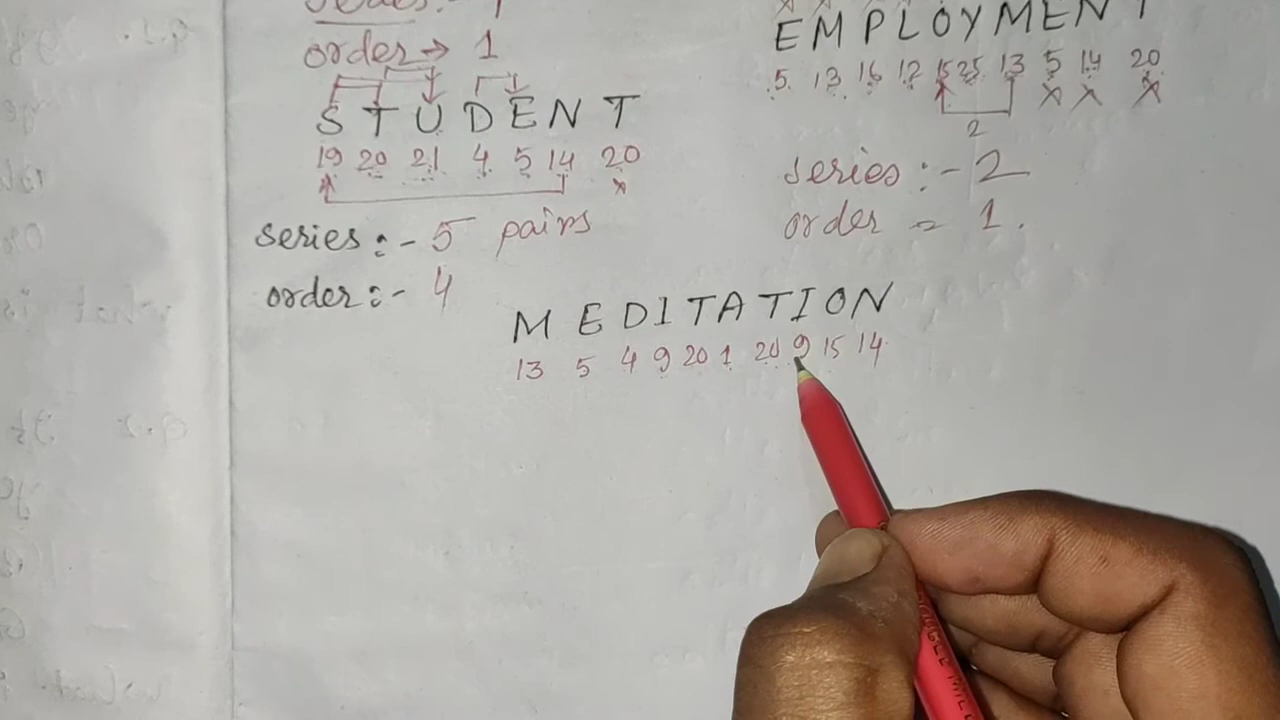 order → 1
STUDENT
19 20 21 4 5 14 20
series :- 5 pairs
order :- 4
EMPLOYMENT
5 13 16 12 15 25 13 5 14 20
2
series :- 2
order = 1.
MEDITATION
13 5 4 9 20 1 20 9 15 14